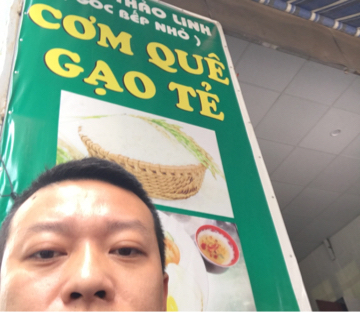 THẢO LINH
GÓC BẾP NHỎ )
CƠM QUÊ
GẠO TẺ